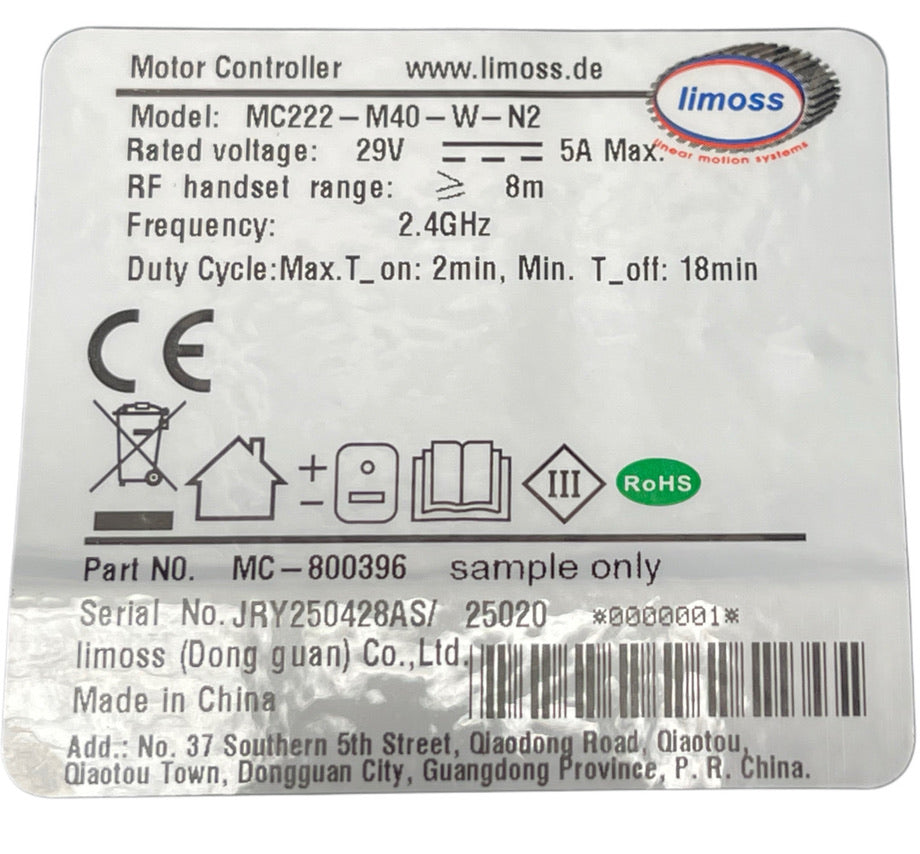 Motor Controller www.limoss.de
limoss
linear motion systems
Model: MC222-M40-W-N2
Rated voltage: 29V 5A Max.
RF handset range: ≥ 8m
Frequency: 2.4GHz
Duty Cycle:Max.T_on: 2min, Min. T_off: 18min
CE
III
RoHS
Part NO. MC-800396 sample only
Serial No.JRY250428AS/ 25020 *0000001*
limoss (Dong guan) Co.,Ltd.
Made in China
Add.: No. 37 Southern 5th Street, Qiaodong Road, Qiaotou,
Qiaotou Town, Dongguan City, Guangdong Province, P. R. China.